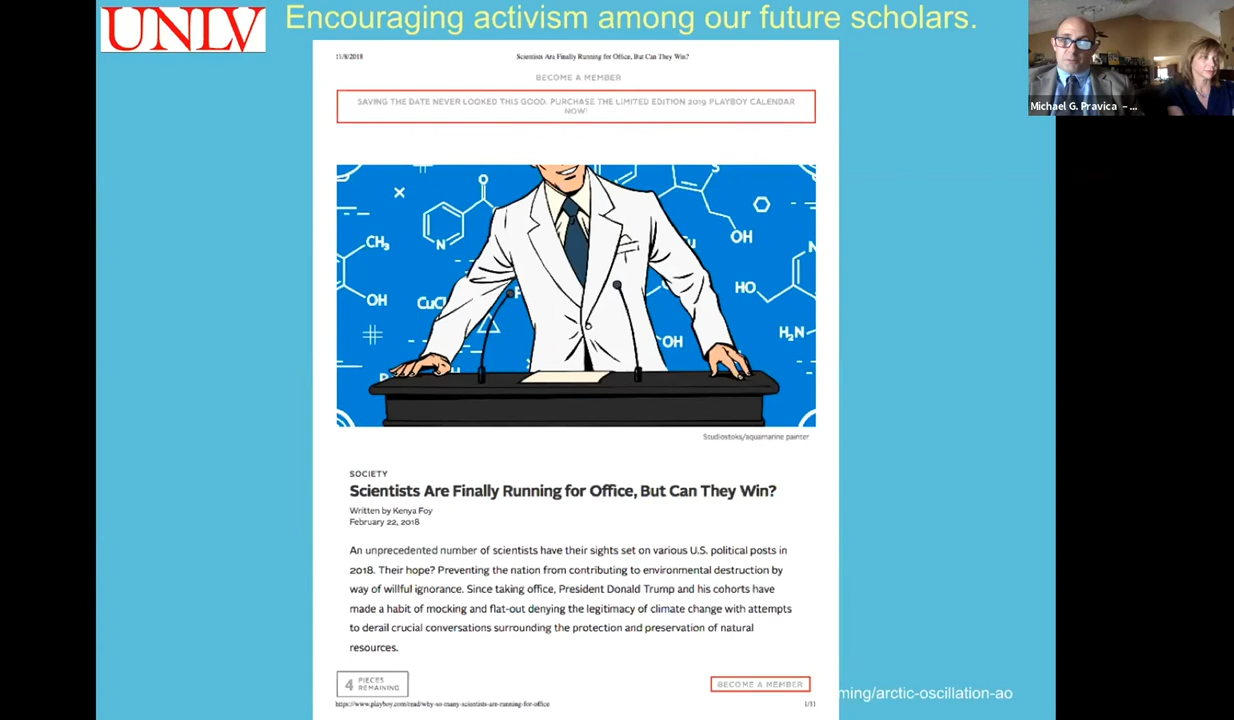 UNLV
Encouraging activism among our future scholars.
11/8/2018
Scientists Are Finally Running for Office, But Can They Win?
BECOME A MEMBER
SAVING THE DATE NEVER LOOKED THIS GOOD. PURCHASE THE LIMITED EDITION 2019 PLAYBOY CALENDAR
NOW!
Michael G. Pravica – ...
N
CH3
OH
CuCl
OH
HO
H2N
OH
Studiostoks/aquamarine painter
SOCIETY
Scientists Are Finally Running for Office, But Can They Win?
Written by Kenya Foy
February 22, 2018
An unprecedented number of scientists have their sights set on various U.S. political posts in
2018. Their hope? Preventing the nation from contributing to environmental destruction by
way of willful ignorance. Since taking office, President Donald Trump and his cohorts have
made a habit of mocking and flat-out denying the legitimacy of climate change with attempts
to derail crucial conversations surrounding the protection and preservation of natural
resources.
4 PIECES
REMAINING
BECOME A MEMBER
ming/arctic-oscillation-ao
https://www.playboy.com/read/why-so-many-scientists-are-running-for-office
1/11